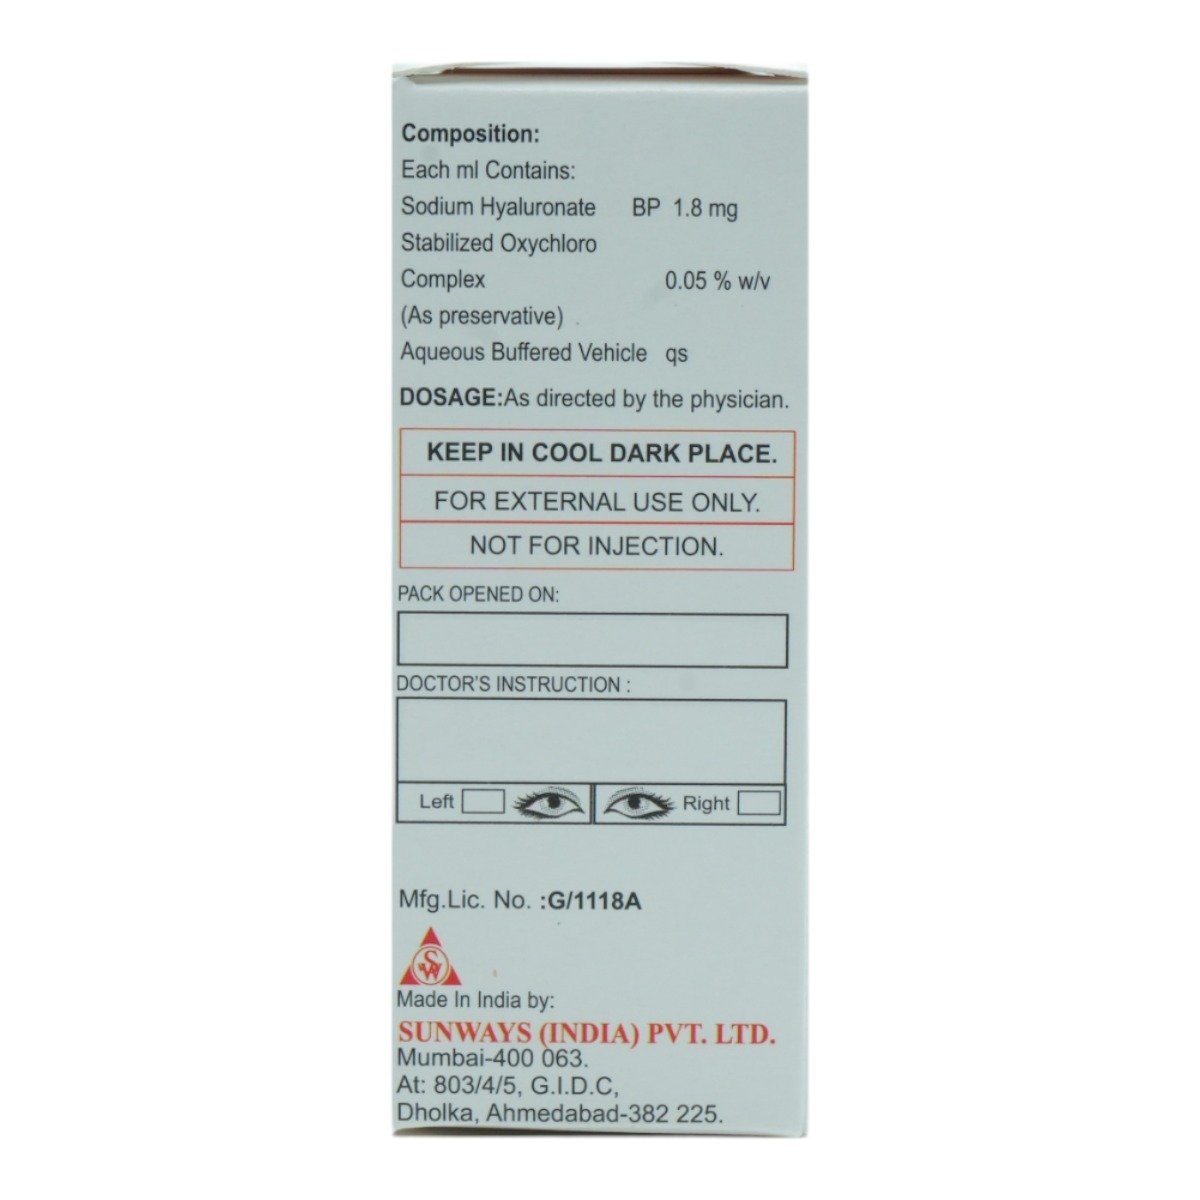 Composition:
Each ml Contains:
Sodium Hyaluronate BP 1.8 mg
Stabilized Oxychloro
Complex 0.05 % w/v
(As preservative)
Aqueous Buffered Vehicle qs
DOSAGE:As directed by the physician.
KEEP IN COOL DARK PLACE.
FOR EXTERNAL USE ONLY.
NOT FOR INJECTION.
PACK OPENED ON:
DOCTOR'S INSTRUCTION :
Left Right
Mfg.Lic. No. :G/1118A
SW
Made In India by:
SUNWAYS (INDIA) PVT. LTD.
Mumbai-400 063.
At: 803/4/5, G.I.D.C,
Dholka, Ahmedabad-382 225.